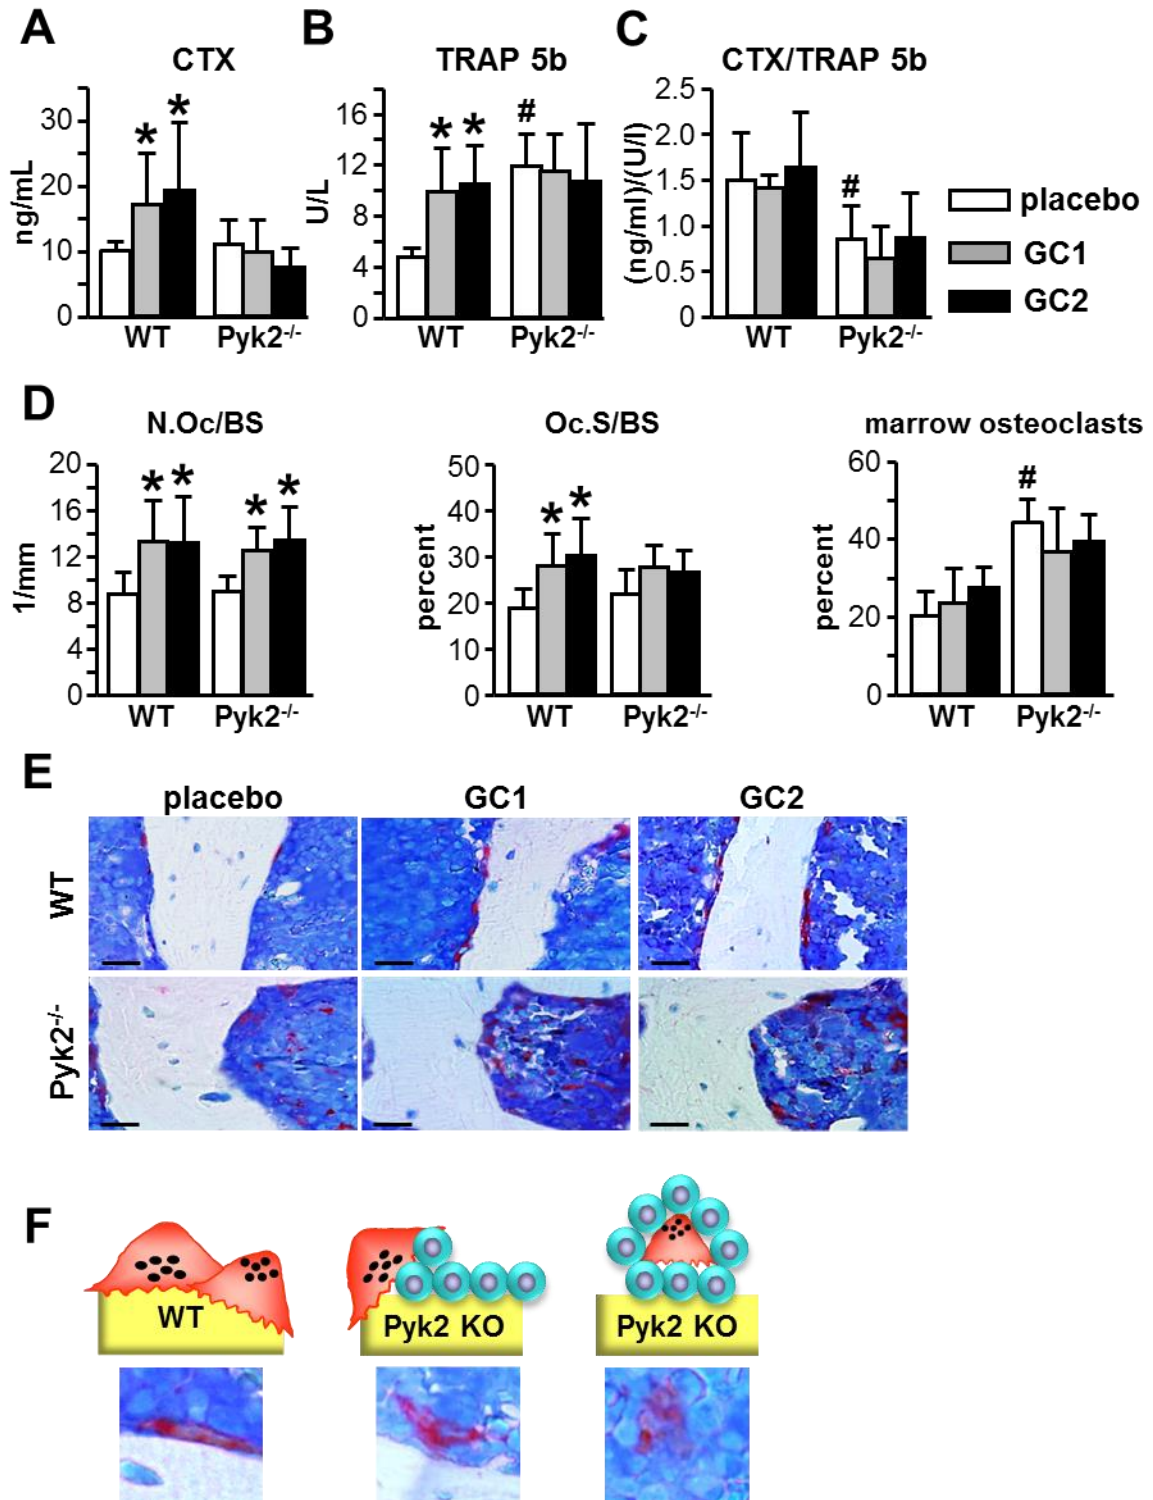 A
B
C
CTX
TRAP 5b
CTX/TRAP 5b
ng/mL
30
20
10
0
* *
WT
Pyk2-/-
U/L
16
12
8
4
0
* * #
WT
Pyk2-/-
(ng/ml)/(U/l)
2.5
2.0
1.5
1.0
0.5
0
#
WT
Pyk2-/-
placebo
GC1
GC2
D
N.Oc/BS
Oc.S/BS
marrow osteoclasts
1/mm
20
16
12
8
4
0
* * * *
WT
Pyk2-/-
percent
50
40
30
20
10
0
* *
WT
Pyk2-/-
percent
60
40
20
0
#
WT
Pyk2-/-
E
placebo
GC1
GC2
WT
Pyk2-/-
F
WT
Pyk2 KO
Pyk2 KO